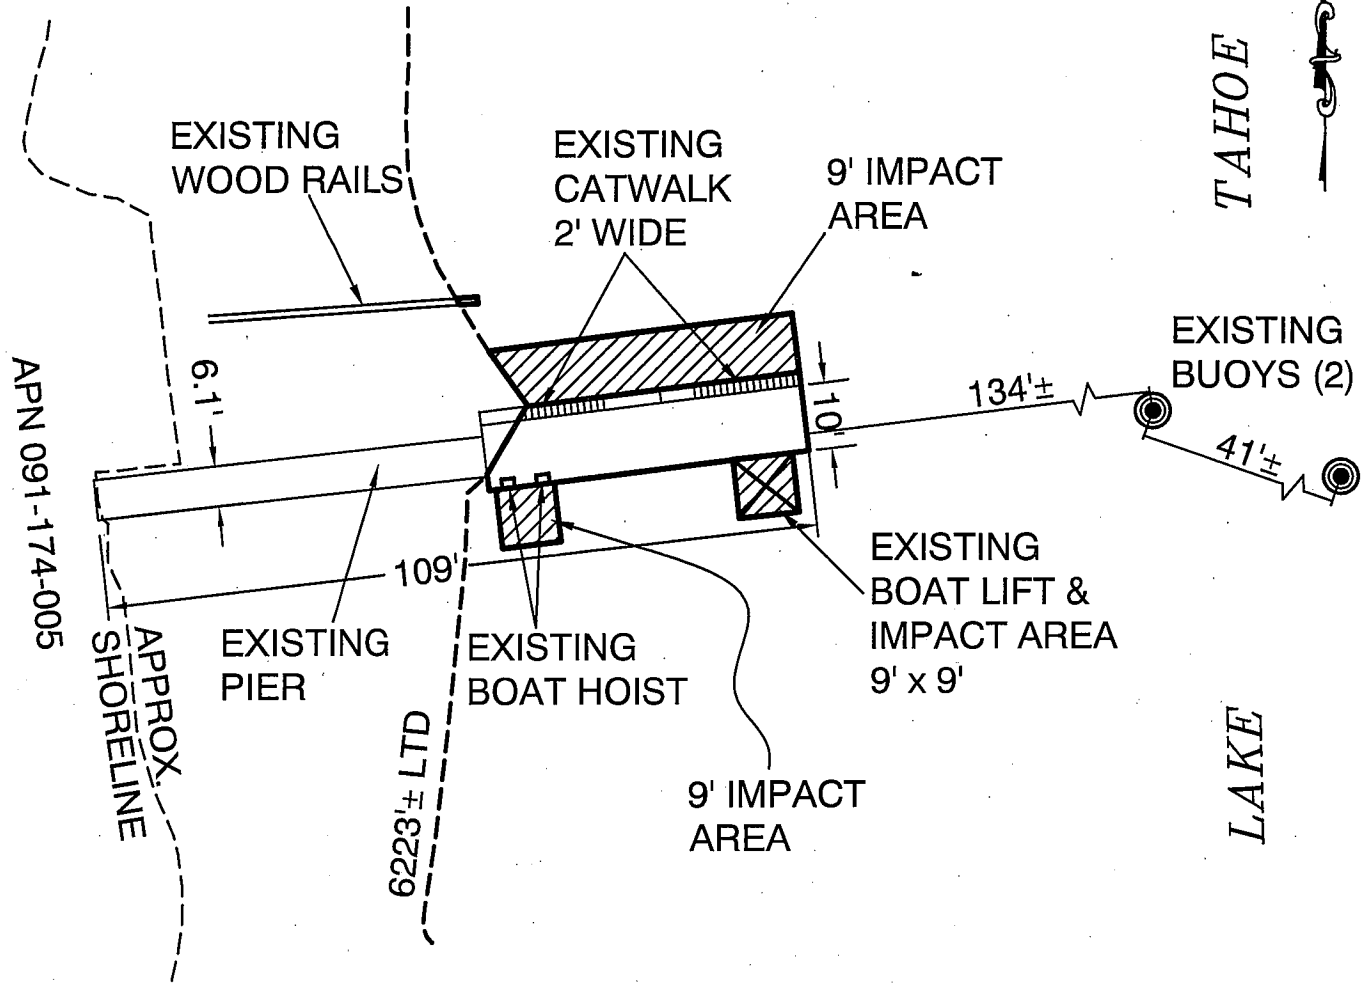 TAHOE
EXISTING
WOOD RAILS
EXISTING
CATWALK
2' WIDE
9' IMPACT
AREA
EXISTING
BUOYS (2)
6.1'
10'
134'±
41'±
APN 091-174-005
109'
EXISTING
PIER
EXISTING
BOAT HOIST
EXISTING
BOAT LIFT &
IMPACT AREA
9' x 9'
APPROX
SHORELINE
6223'± LTD
9' IMPACT
AREA
LAKE